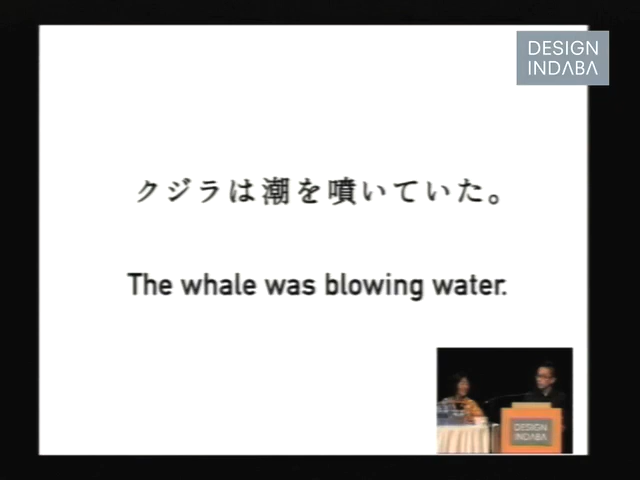 DESIGN
INDABA
クジラは潮を噴いていた。
The whale was blowing water.
DESIGN
INDABA